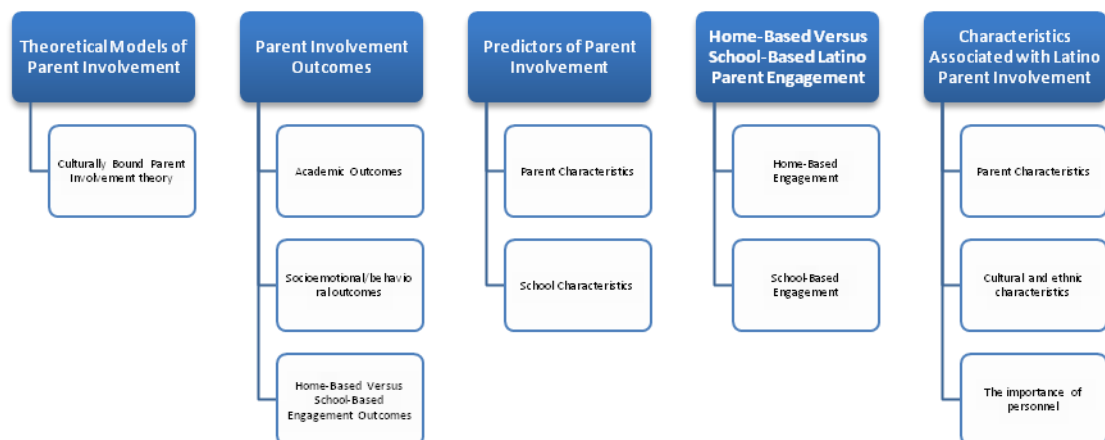 Theoretical Models of
Parent Involvement
Culturally Bound Parent
Involvement theory
Parent Involvement
Outcomes
Academic Outcomes
Socioemotional/behavio
ral outcomes
Home-Based Versus
School-Based
Engagement Outcomes
Predictors of Parent
Involvement
Parent Characteristics
School Characteristics
Home-Based Versus
School-Based Latino
Parent Engagement
Home-Based
Engagement
School-Based
Engagement
Characteristics
Associated with Latino
Parent Involvement
Parent Characteristics
Cultural and ethnic
characteristics
The importance of
personnel